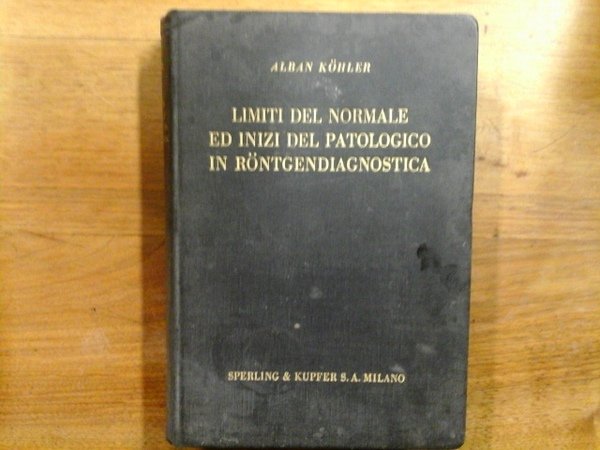 ALBAN KÖHLER
LIMITI DEL NORMALE
ED INIZI DEL PATOLOGICO
IN RÖNTGENDIAGNOSTICA
SPERLING & KUPFER S. A. MILANO